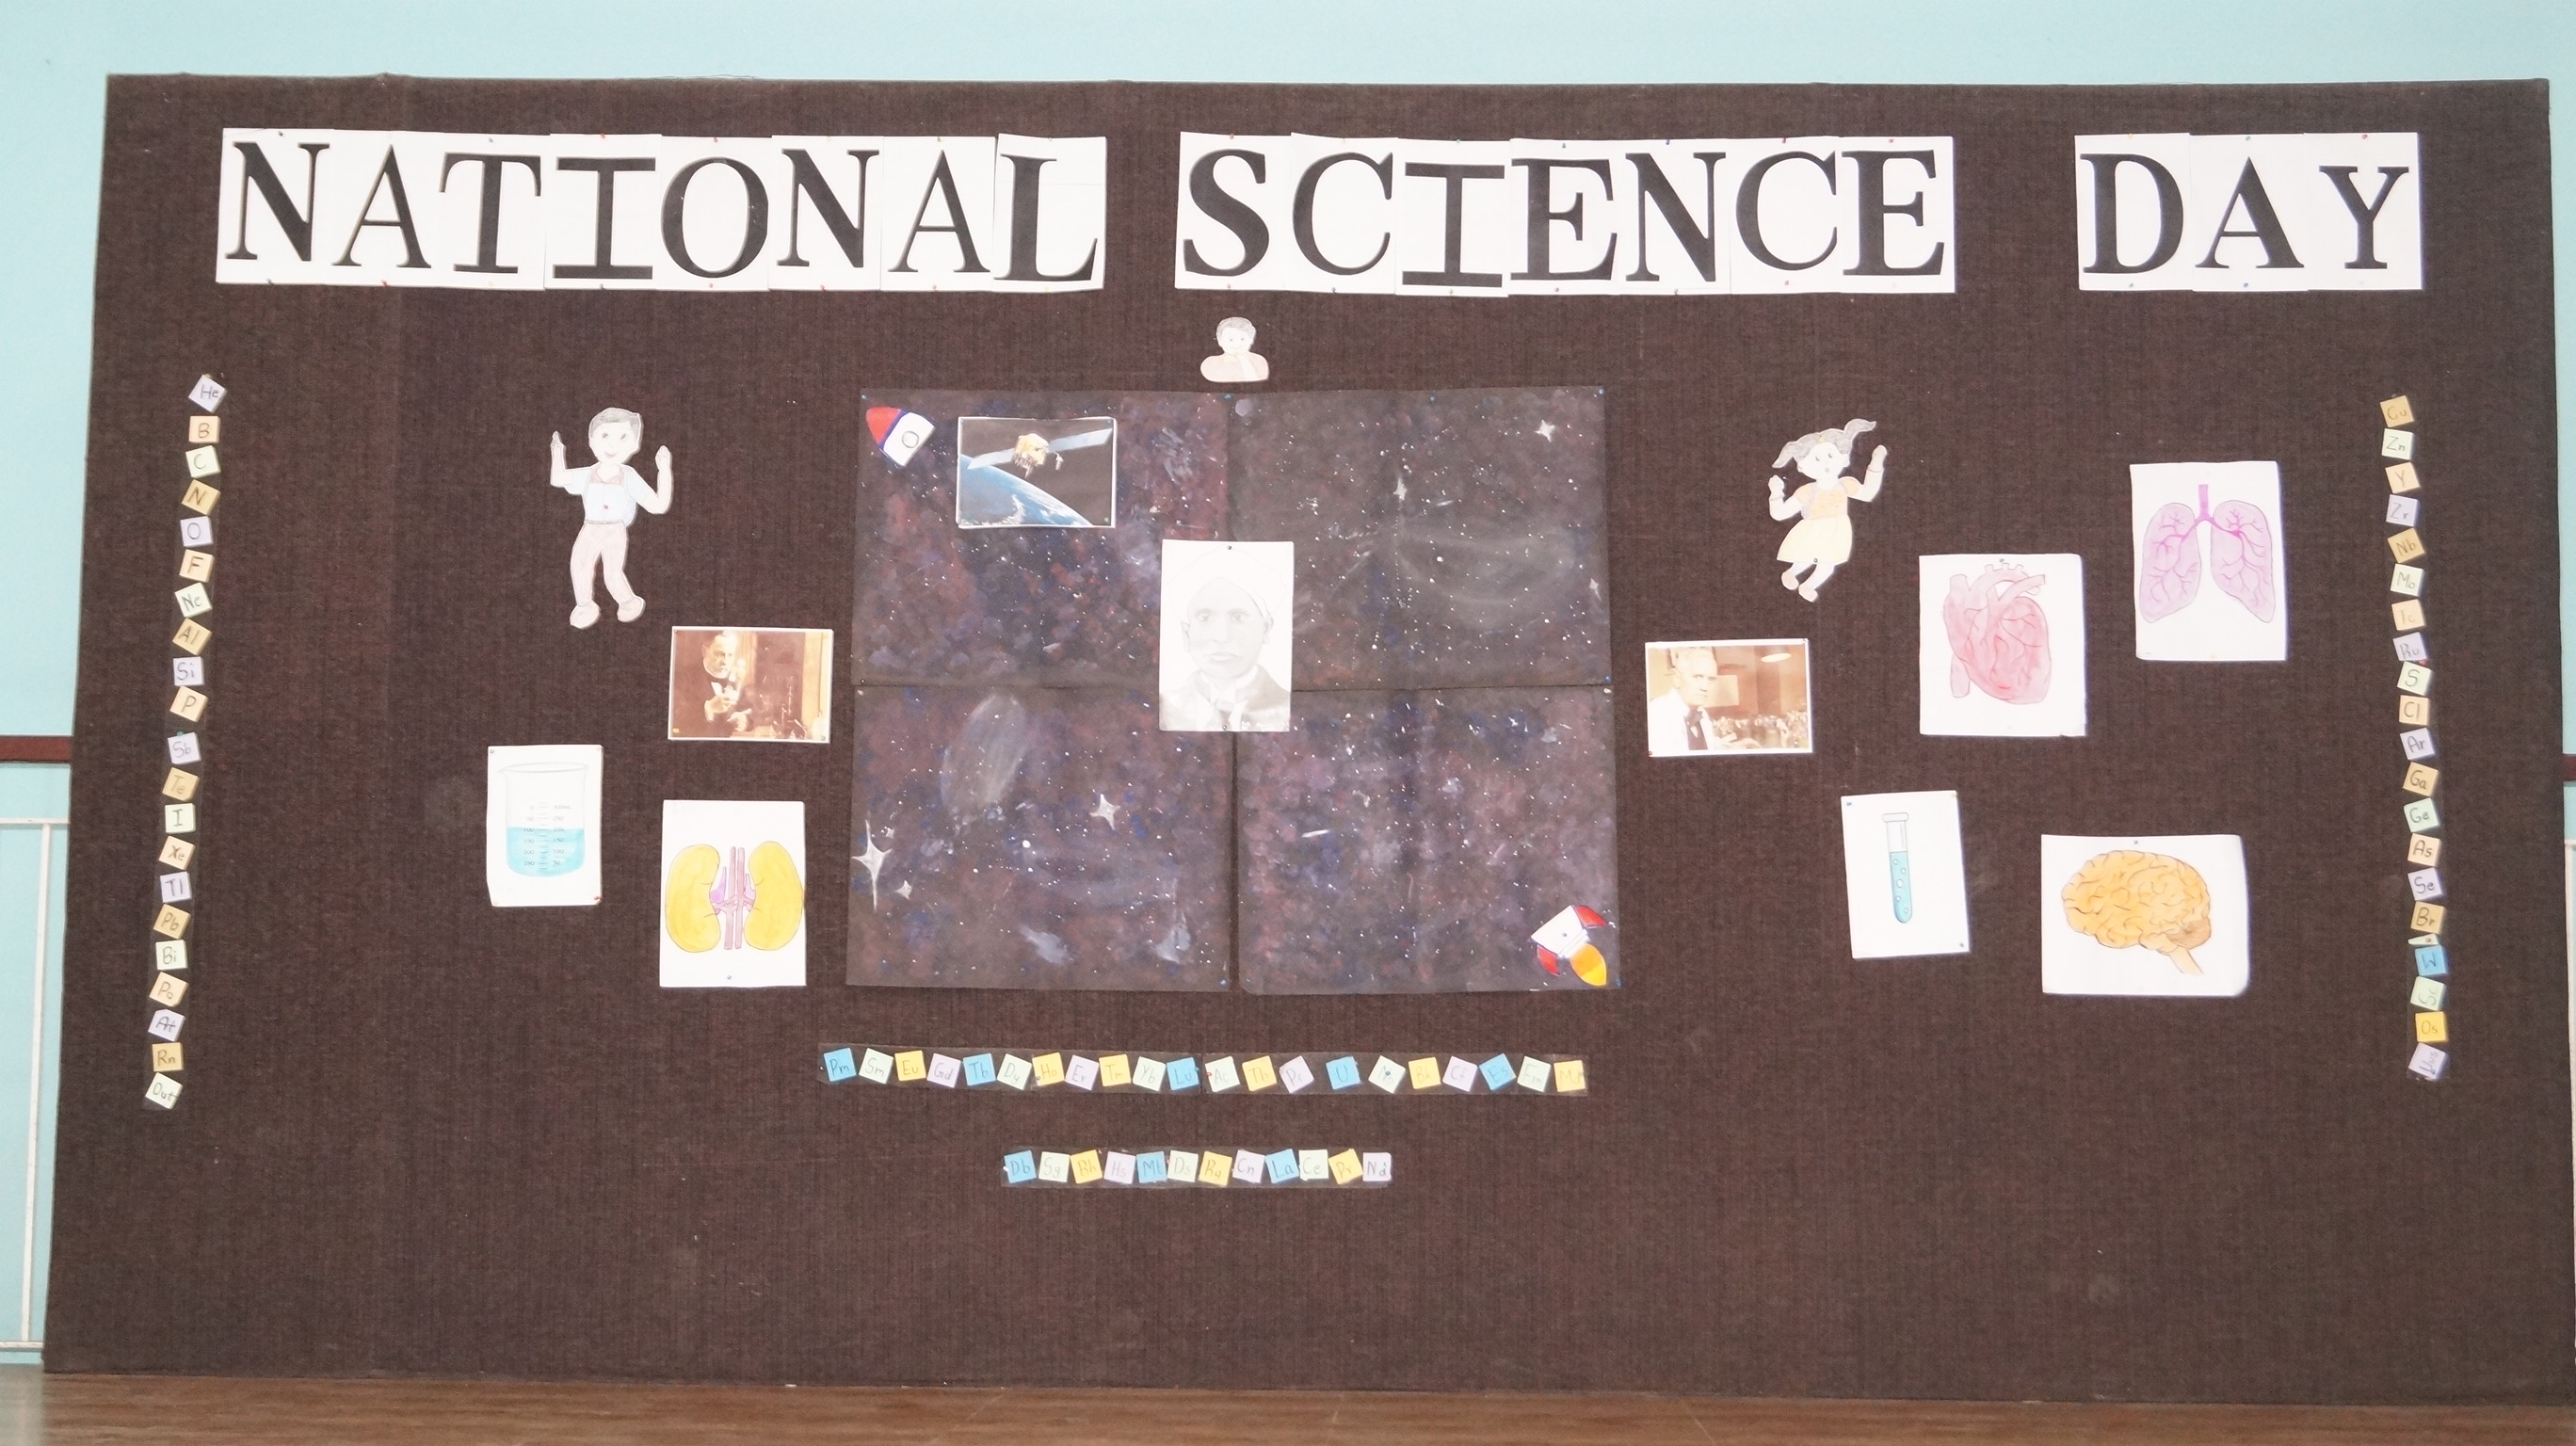 NATIONAL SCIENCE DAY
He
B
C
N
O
F
Ne
Al
Si
P
Sb
Te
I
Xe
Tl
Pb
Bi
Po
At
Rn
Cu
Zn
Y
Zr
Nb
Mo
Tc
Ru
S
Cl
Ar
Ga
Ge
As
Se
Br
W
Os
Pm Sm Eu Gd Tb Dy Ho Er Tm Yb Lu Ac Th Pa U Bk Cf Es Fm
Db Sg Bh Hs Mt Ds Rg Cn La Ce Pr Nd